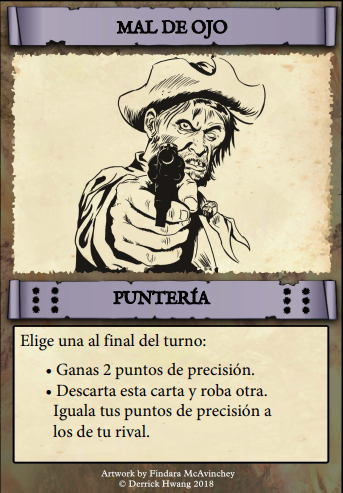 MAL DE OJO
PUNTERÍA
Elige una al final del turno:
• Ganas 2 puntos de precisión.
• Descarta esta carta y roba otra.
Iguala tus puntos de precisión a
los de tu rival.
Artwork by Findara McAvinchey
© Derrick Hwang 2018